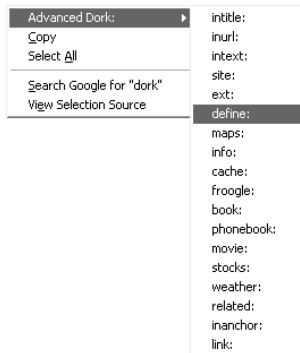 Advanced Dork:
Copy
Select All
Search Google for "dork"
View Selection Source
intitle:
inurl:
intext:
site:
ext:
define:
maps:
info:
cache:
froogle:
book:
phonebook:
movie:
stocks:
weather:
related:
inanchor:
link: